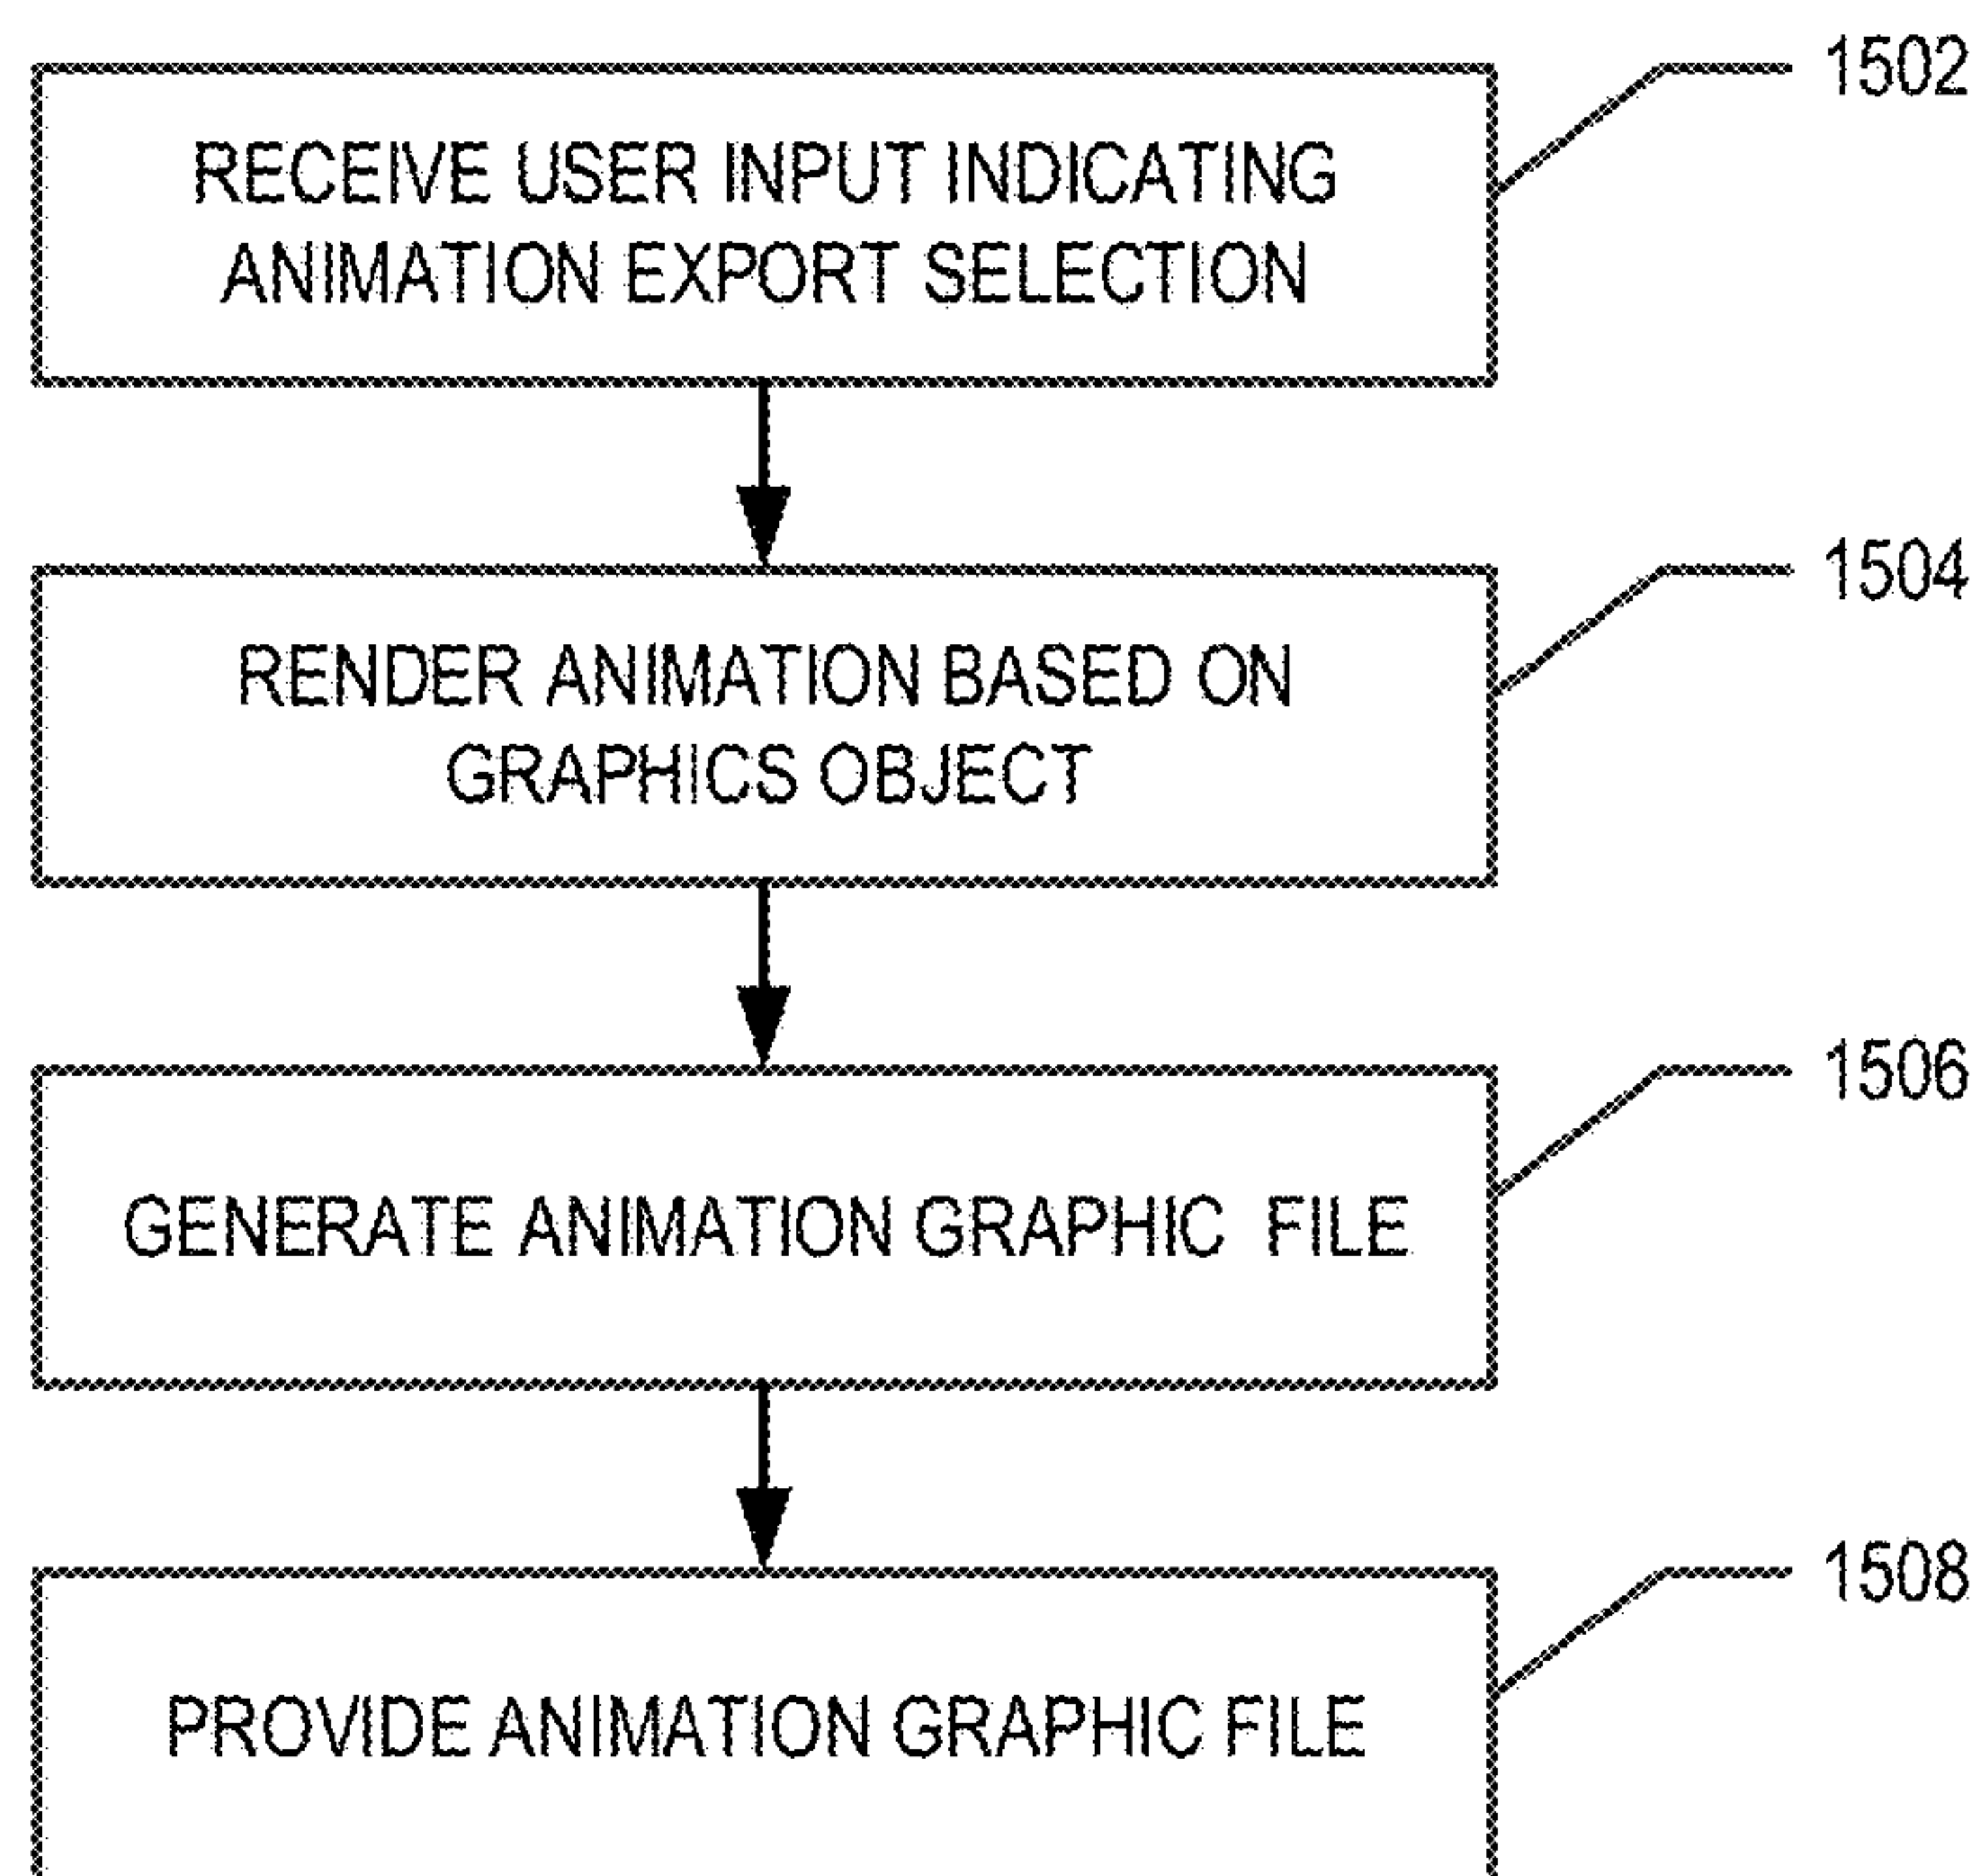 1502
RECEIVE USER INPUT INDICATING
ANIMATION EXPORT SELECTION
1504
RENDER ANIMATION BASED ON
GRAPHICS OBJECT
1506
GENERATE ANIMATION GRAPHIC FILE
1508
PROVIDE ANIMATION GRAPHIC FILE